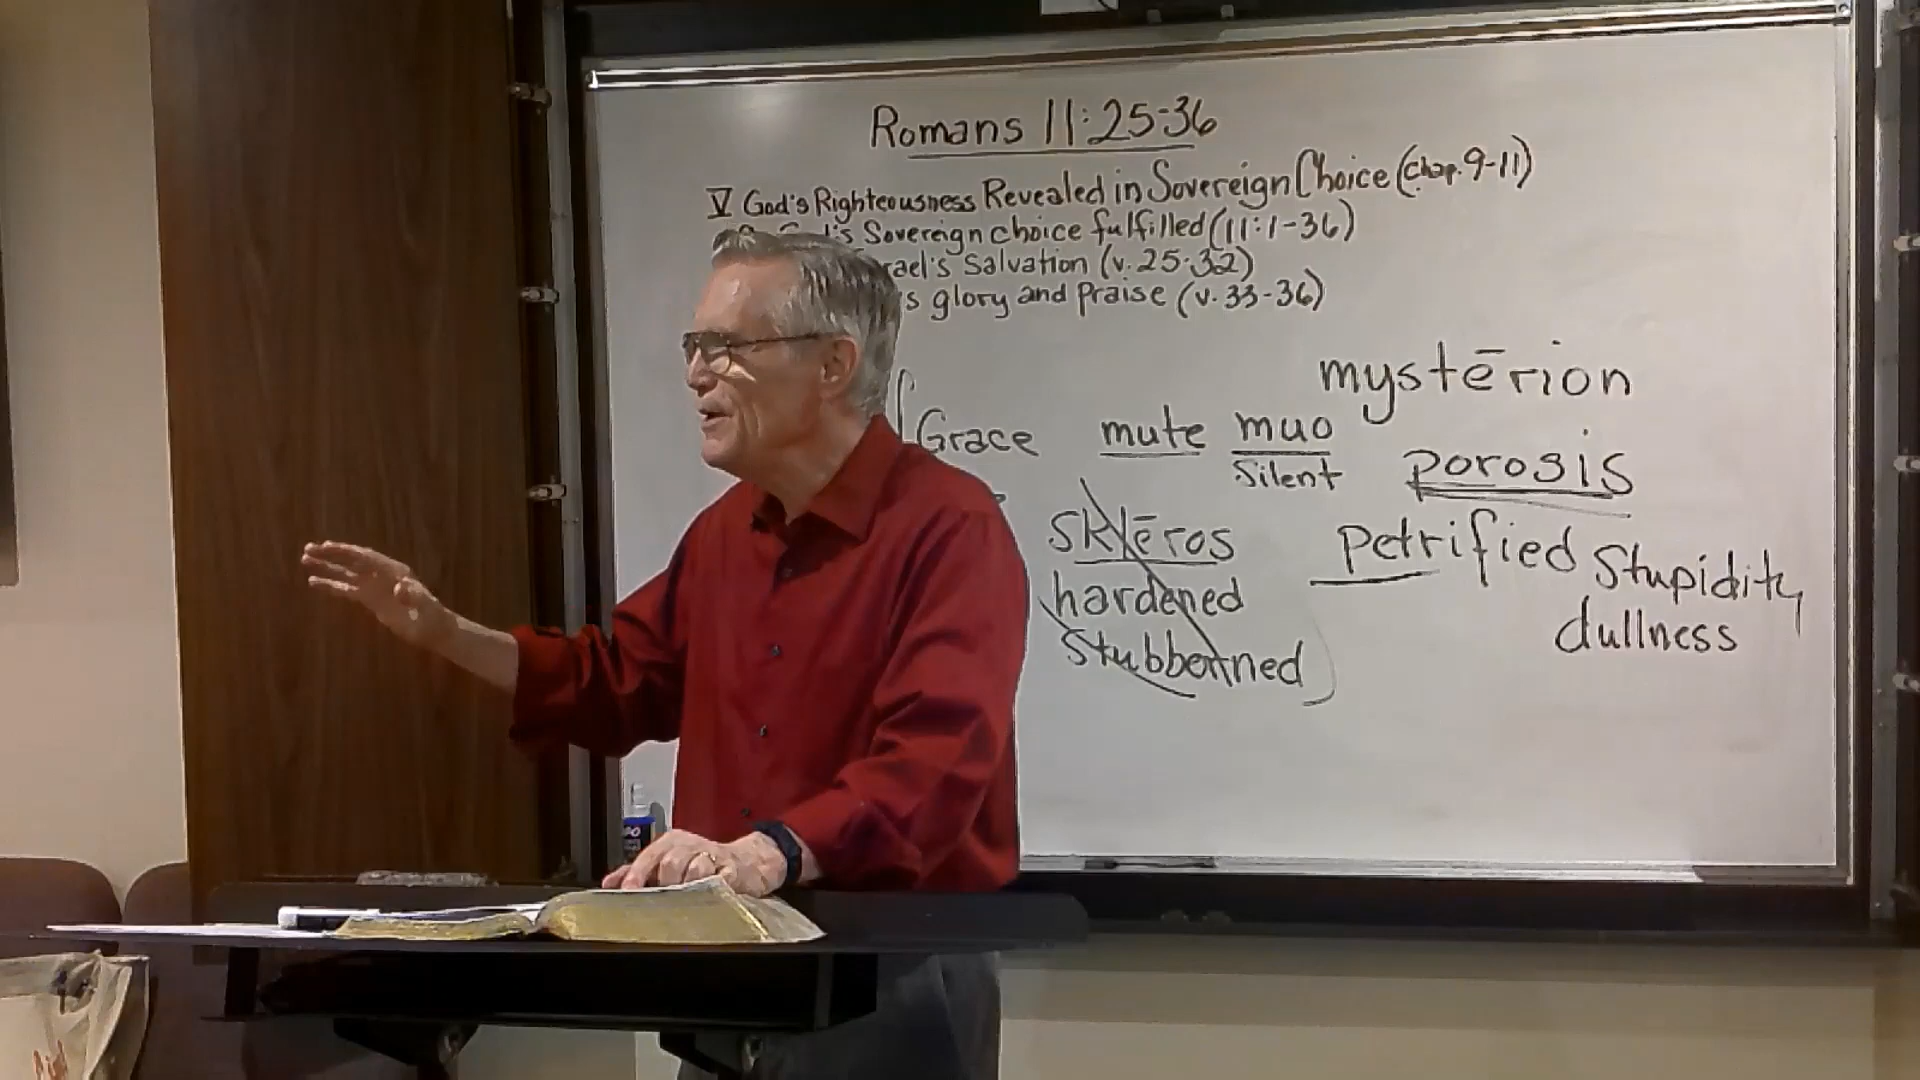 Romans 11:25-36
V God's Righteousness Revealed in Sovereign Choice (chap. 9-11)
Sovereign choice fulfilled (11:1-36)
Salvation (v. 25-32)
glory and Praise (v. 33-36)
mystērion
Grace mute muo
Silent
porosis
Sklēros
petrified Stupidity
hardened
dullness
Stubborned